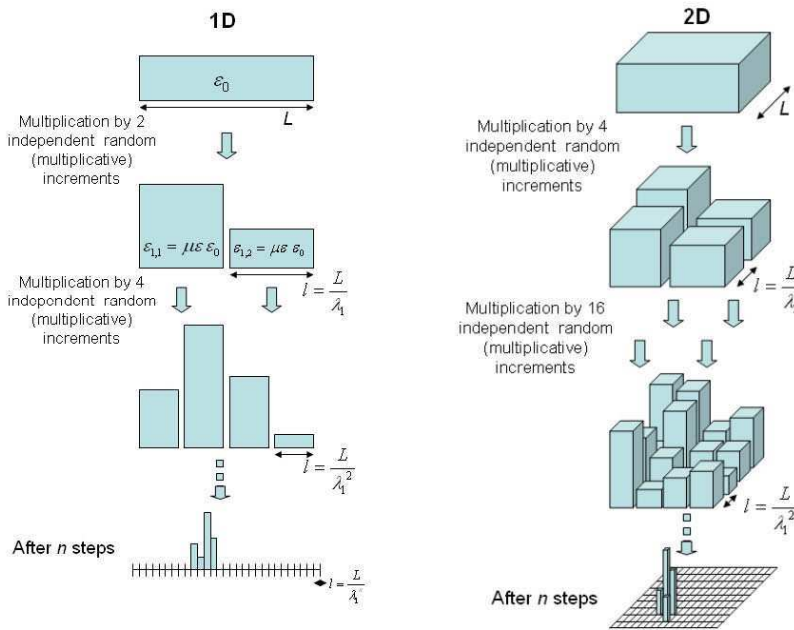 1D
ε₀
L
Multiplication by 2
independent random
(multiplicative)
increments
ε₁,₁ = με ε₀
ε₁,₂ = με ε₀
l = L/λ₁
Multiplication by 4
independent random
(multiplicative)
increments
l = L/λ₁²
After n steps
l = L/λ₁
2D
L
Multiplication by 4
independent random
(multiplicative)
increments
l = L/λ
Multiplication by 16
independent random
(multiplicative)
increments
l = L/λ₁²
After n steps